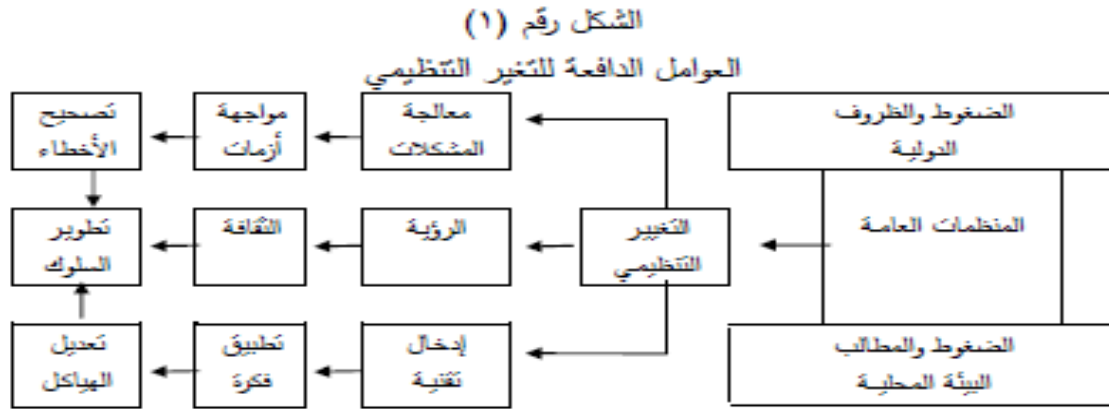 الشكل رقم (١)
العوامل الدافعة للتغير التنظيمي
الضغوط والظروف
الدولية
معالجة
المشكلات
مواجهة
أزمات
تصحيح
الأخطاء
المنظمات العامة
التغيير
التنظيمي
الرؤية
الثقافة
تطوير
السلوك
الضغوط والمطالب
البيئة المحلية
إدخال
تقنية
تطبيق
فكرة
تعديل
الهياكل